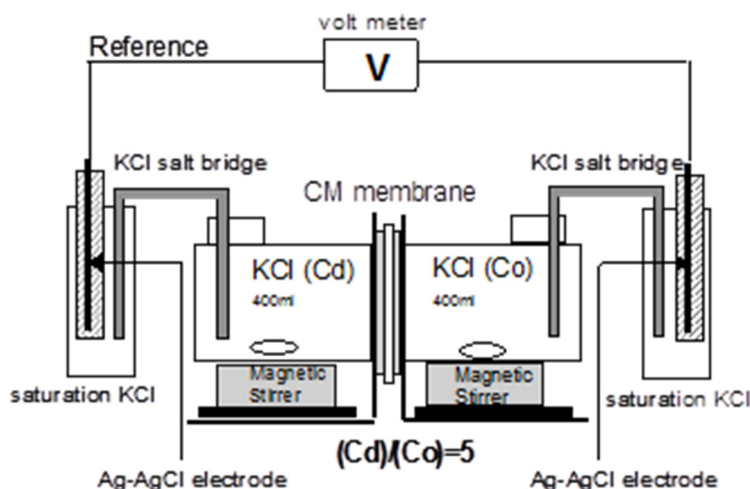 volt meter
Reference
V
KCl salt bridge
KCl salt bridge
CM membrane
KCl (Cd)
400ml
KCl (Co)
400ml
Magnetic
Stirrer
Magnetic
Stirrer
saturation KCl
saturation KCl
(Cd)/(Co)=5
Ag-AgCl electrode
Ag-AgCl electrode